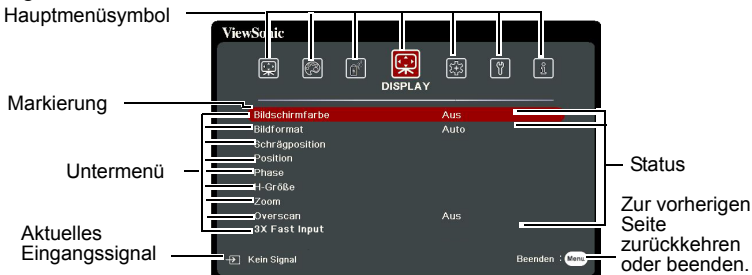 Hauptmenüsymbol
ViewSonic
DISPLAY
Markierung
Bildschirmfarbe Aus
Bildformat Auto
Schrägposition
Position
Phase
H-Größe
Zoom
Overscan Aus
3X Fast Input
Untermenü
Status
Aktuelles
Eingangssignal
Kein Signal
Beenden : Menu
Zur vorherigen
Seite
zurückkehren
oder beenden.